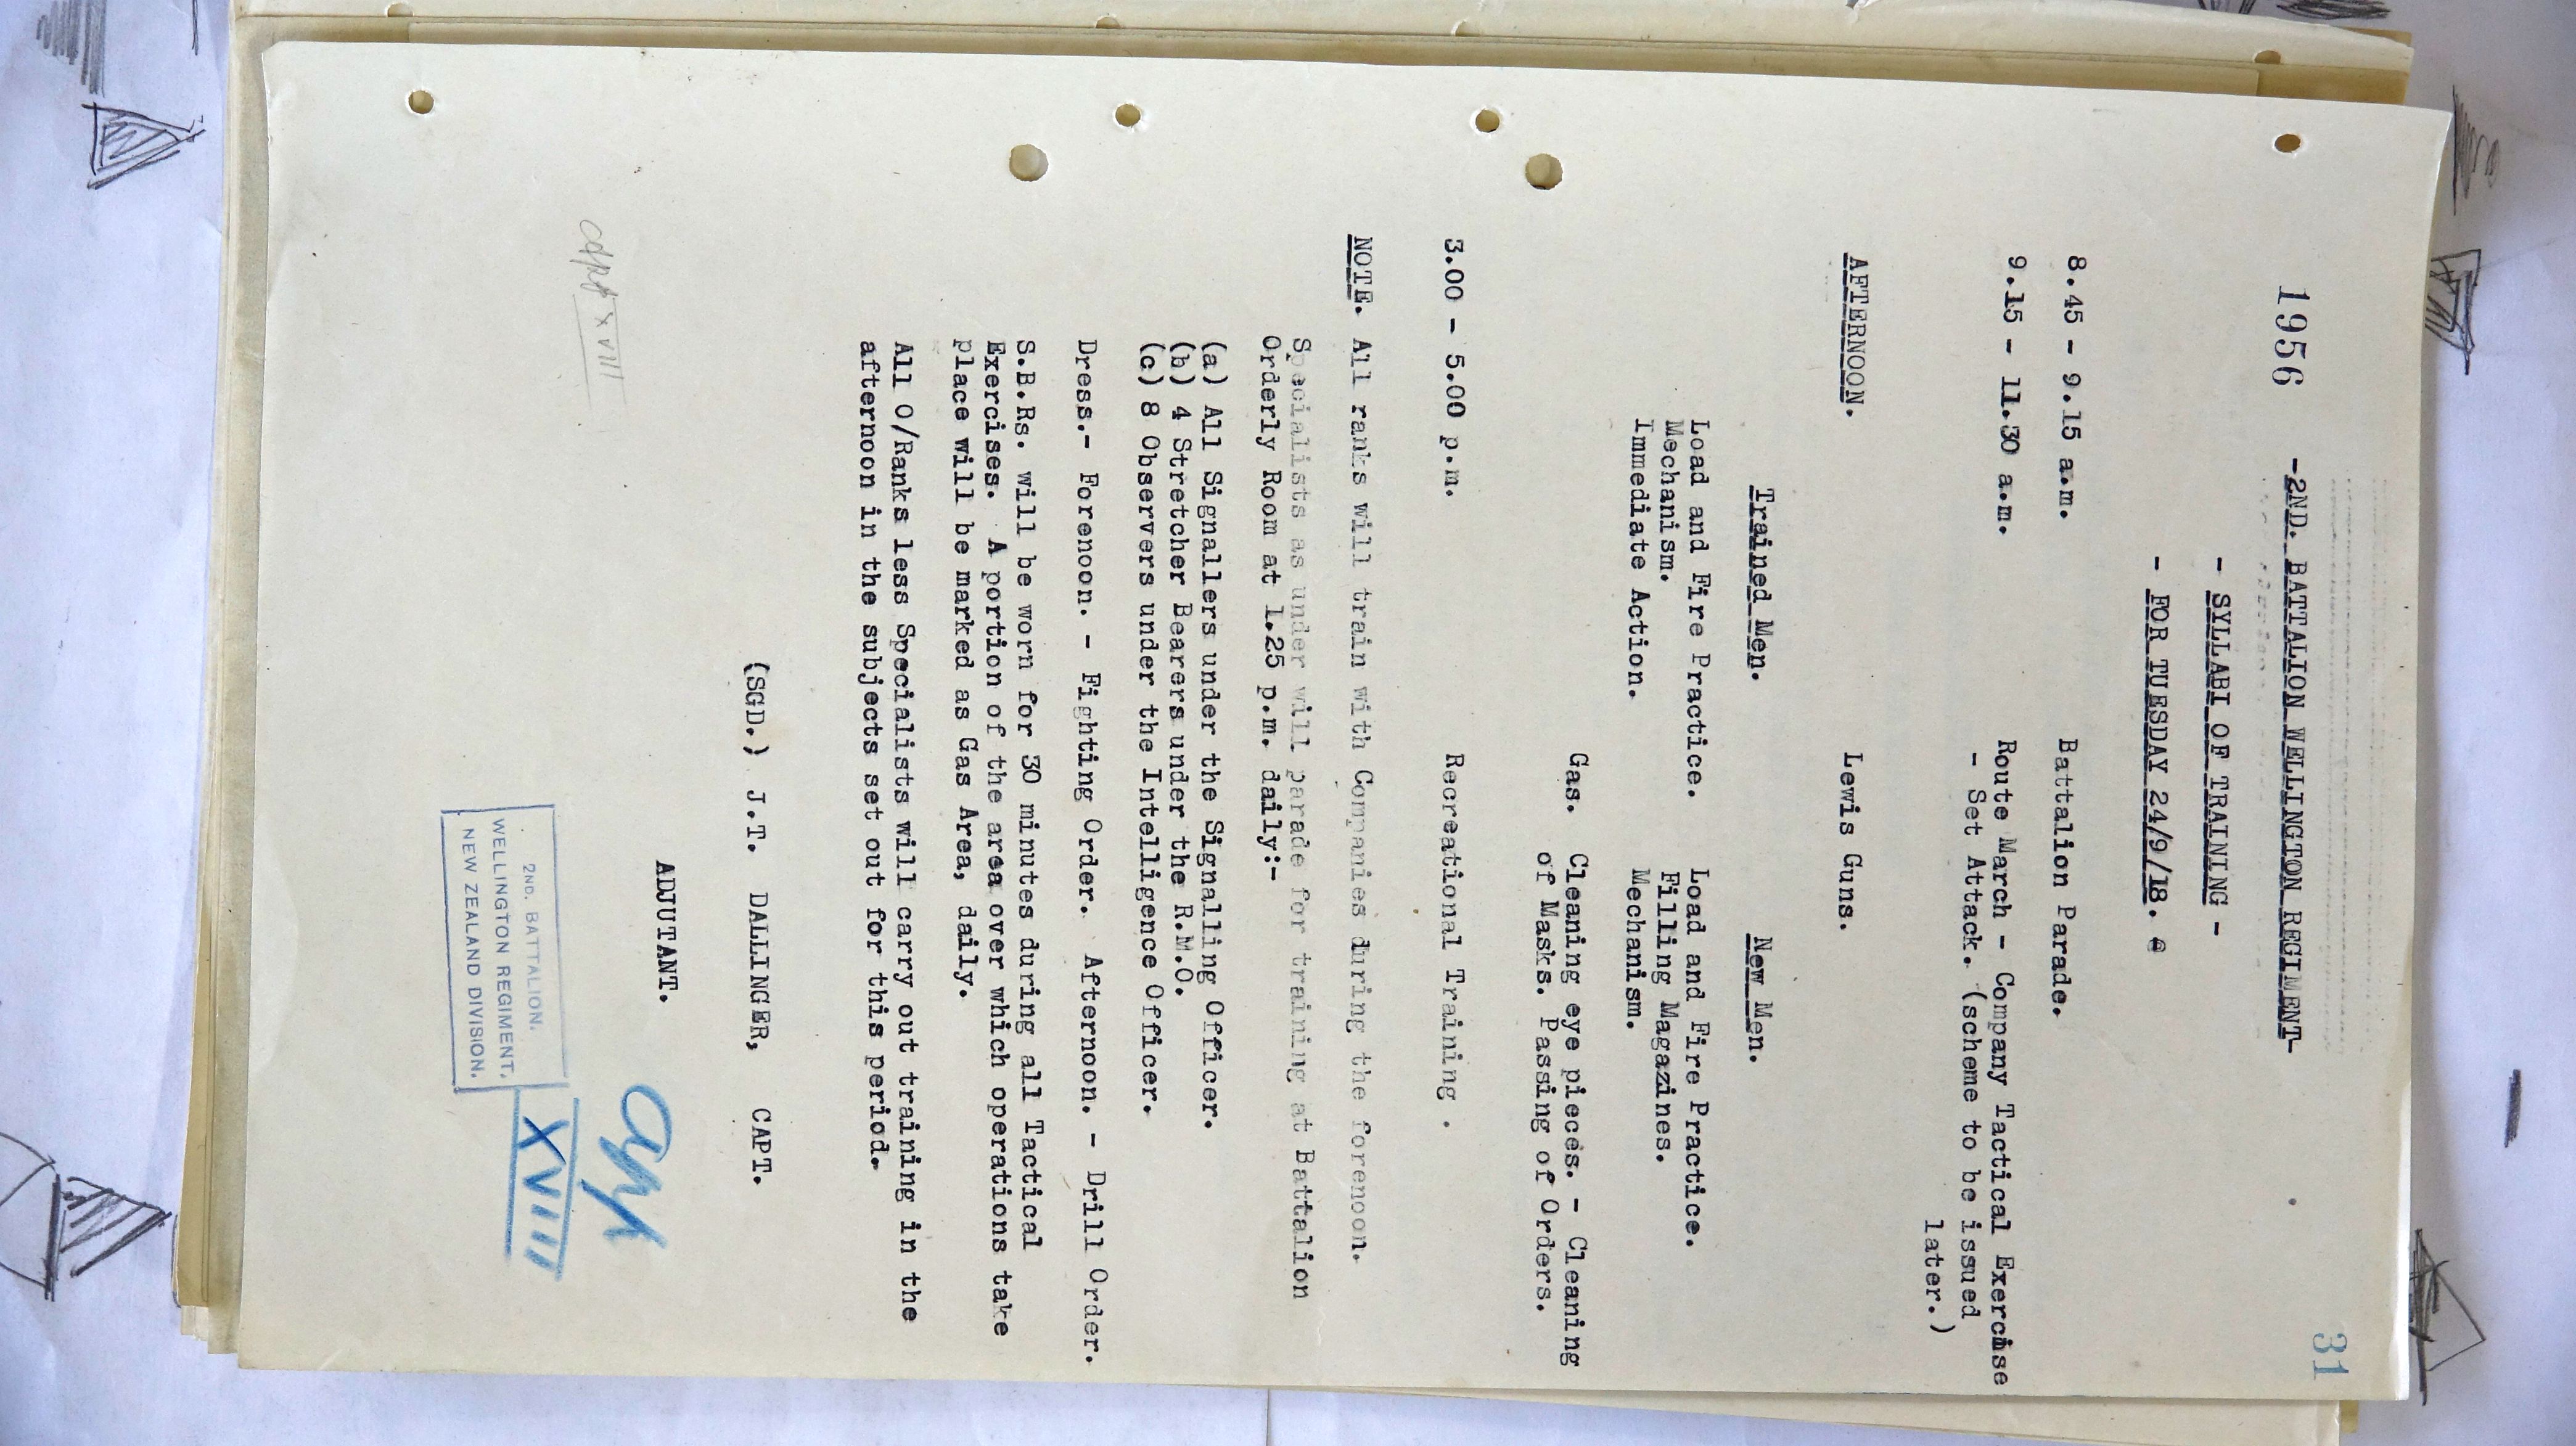 31
1956
-2ND. BATTALION WELLINGTON REGIMENT-
- SYLLABI OF TRAINING -
- FOR TUESDAY 24/9/18. @
8.45 - 9.15 a.m. Battalion Parade.
9.15 - 11.30 a.m. Route March - Company Tactical Exercise
- Set Attack. (scheme to be issued
later.)
AFTERNOON. Lewis Guns.
Trained Men. New Men.
Load and Fire Practice. Load and Fire Practice.
Mechanism. Filling Magazines.
Immediate Action. Mechanism.
Gas. Cleaning eye pieces. - Cleaning
of Masks. Passing of Orders.
3.00 - 5.00 p.m. Recreational Training .
NOTE. All ranks will train with Companies during the forenoon.
Specialists as under will parade for training at Battalion
Orderly Room at 1.25 p.m. daily:-
(a) All Signallers under the Signalling Officer.
(b) 4 Stretcher Bearers under the R.M.O.
(c) 8 Observers under the Intelligence Officer.
Dress.- Forenoon. - Fighting Order. Afternoon. - Drill Order.
S.B.Rs. will be worn for 30 minutes during all Tactical
Exercises. A portion of the area over which operations take
place will be marked as Gas Area, daily.
All O/Ranks less Specialists will carry out training in the
afternoon in the subjects set out for this period.
(SGD.) J.T. DALLINGER, CAPT.
ADJUTANT.
App XVIII
App
XVIII
2ND. BATTALION.
WELLINGTON REGIMENT,
NEW ZEALAND DIVISION.